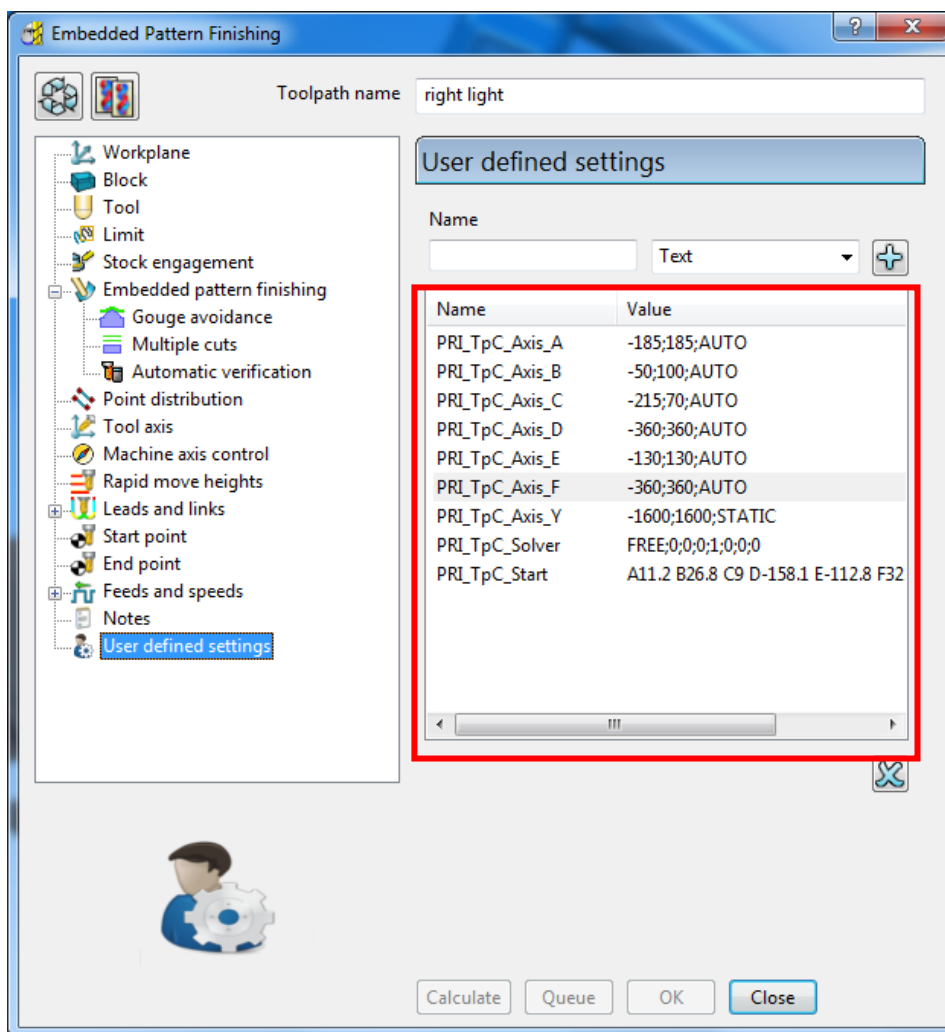 Embedded Pattern Finishing
Toolpath name right light
Workplane
Block
Tool
Limit
Stock engagement
Embedded pattern finishing
Gouge avoidance
Multiple cuts
Automatic verification
Point distribution
Tool axis
Machine axis control
Rapid move heights
Leads and links
Start point
End point
Feeds and speeds
Notes
User defined settings
User defined settings
Name
Text
Name Value
PRI_TpC_Axis_A -185;185;AUTO
PRI_TpC_Axis_B -50;100;AUTO
PRI_TpC_Axis_C -215;70;AUTO
PRI_TpC_Axis_D -360;360;AUTO
PRI_TpC_Axis_E -130;130;AUTO
PRI_TpC_Axis_F -360;360;AUTO
PRI_TpC_Axis_Y -1600;1600;STATIC
PRI_TpC_Solver FREE;0;0;0;1;0;0;0
PRI_TpC_Start A11.2 B26.8 C9 D-158.1 E-112.8 F32
Calculate Queue OK Close